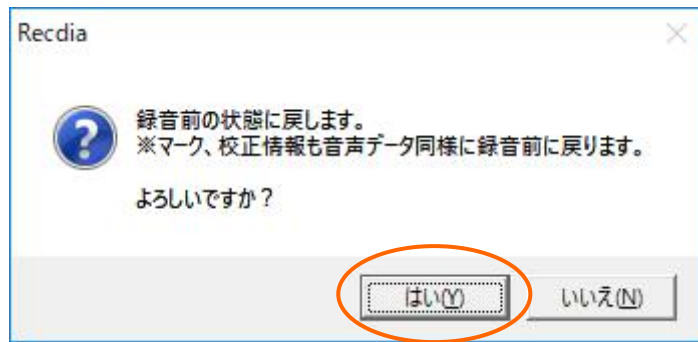 Recdia
録音前の状態に戻します。
※マーク、校正情報も音声データ同様に録音前に戻ります。
よろしいですか？
はい(Y)
いいえ(N)